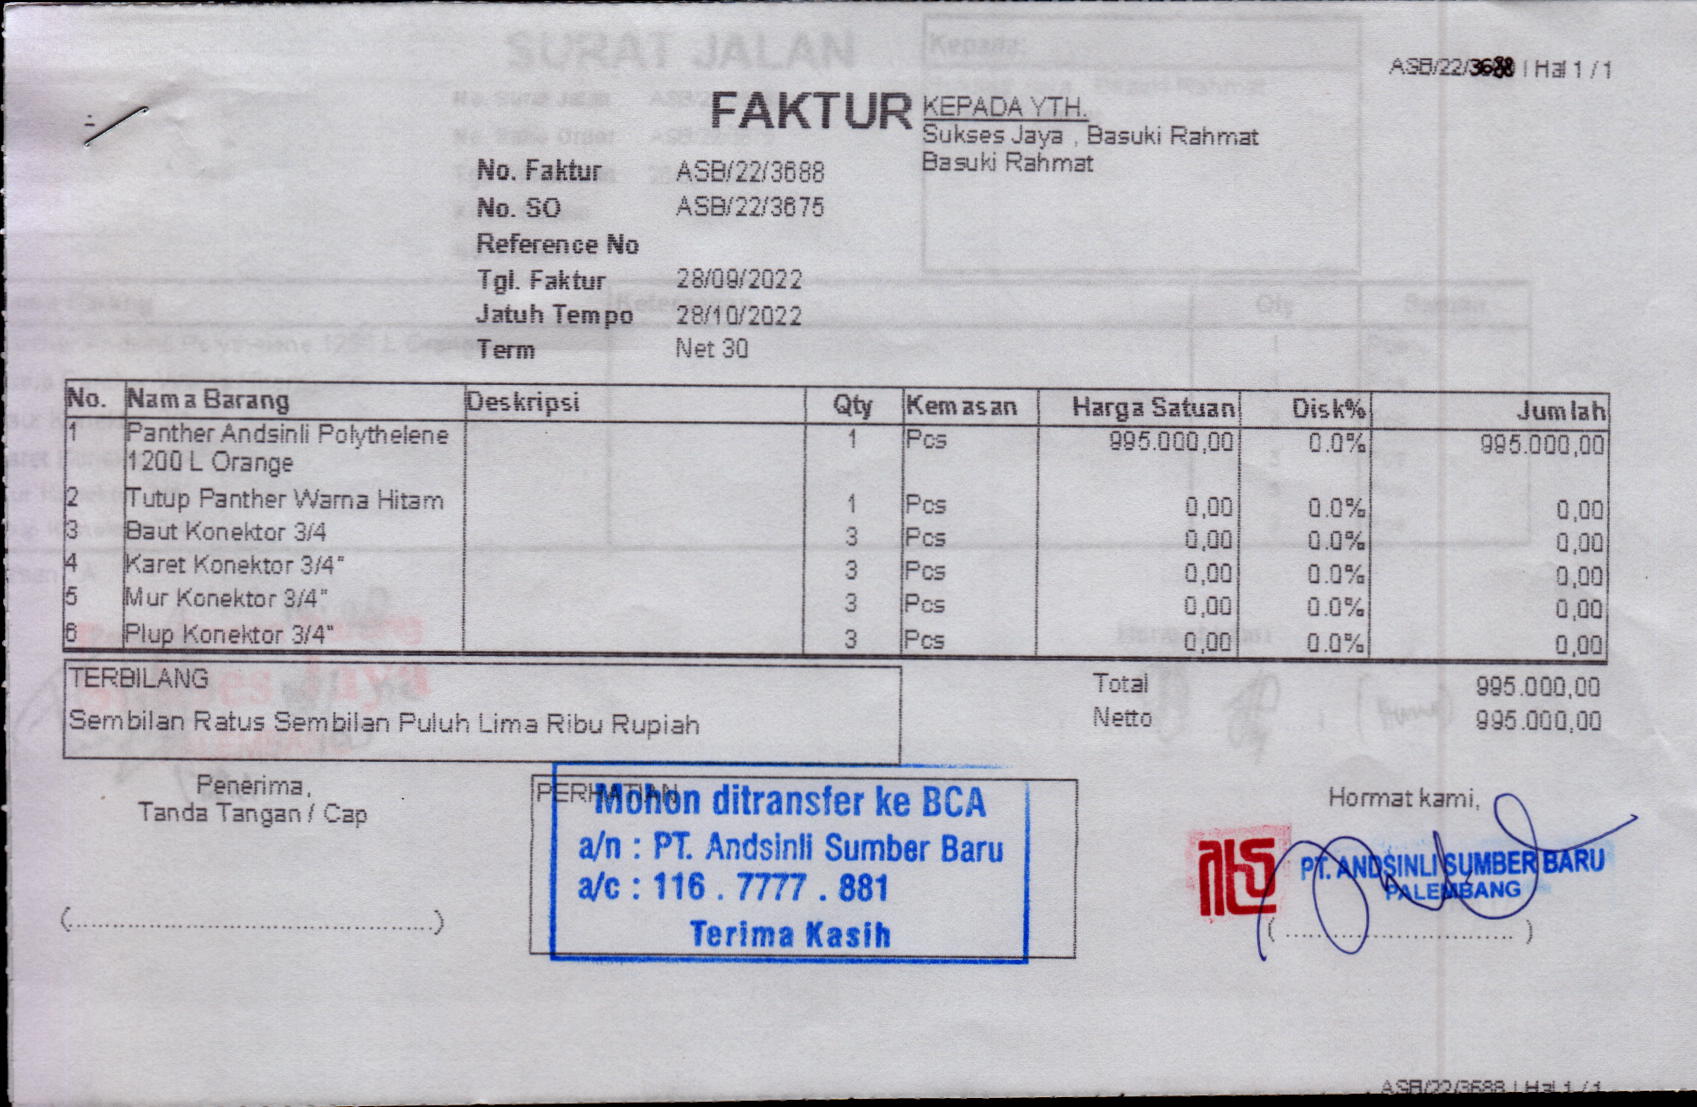 ASB/22/3688 | Hal 1 / 1
FAKTUR
KEPADA YTH.
Sukses Jaya , Basuki Rahmat
Basuki Rahmat
No. Faktur ASB/22/3688
No. SO ASB/22/3675
Reference No
Tgl. Faktur 28/09/2022
Jatuh Tempo 28/10/2022
Term Net 30
No. Nama Barang Deskripsi Qty Kemasan Harga Satuan Disk% Jumlah
1 Panther Andsinli Polythelene 1 Pcs 995.000,00 0.0% 995.000,00
1200 L Orange
2 Tutup Panther Warna Hitam 1 Pcs 0,00 0.0% 0,00
3 Baut Konektor 3/4 3 Pcs 0,00 0.0% 0,00
4 Karet Konektor 3/4" 3 Pcs 0,00 0.0% 0,00
5 Mur Konektor 3/4" 3 Pcs 0,00 0.0% 0,00
6 Plup Konektor 3/4" 3 Pcs 0,00 0.0% 0,00
TERBILANG
Sembilan Ratus Sembilan Puluh Lima Ribu Rupiah
Total 995.000,00
Netto 995.000,00
Penerima,
Tanda Tangan / Cap
(............................................)
PERHATIAN
Mohon ditransfer ke BCA
a/n : PT. Andsinli Sumber Baru
a/c : 116 . 7777 . 881
Terima Kasih
Hormat kami,
PT. ANDSINLI SUMBER BARU
PALEMBANG
(............................)
ASB/22/3688 | Hal 1 / 1
SURAT JALAN
Kepada: